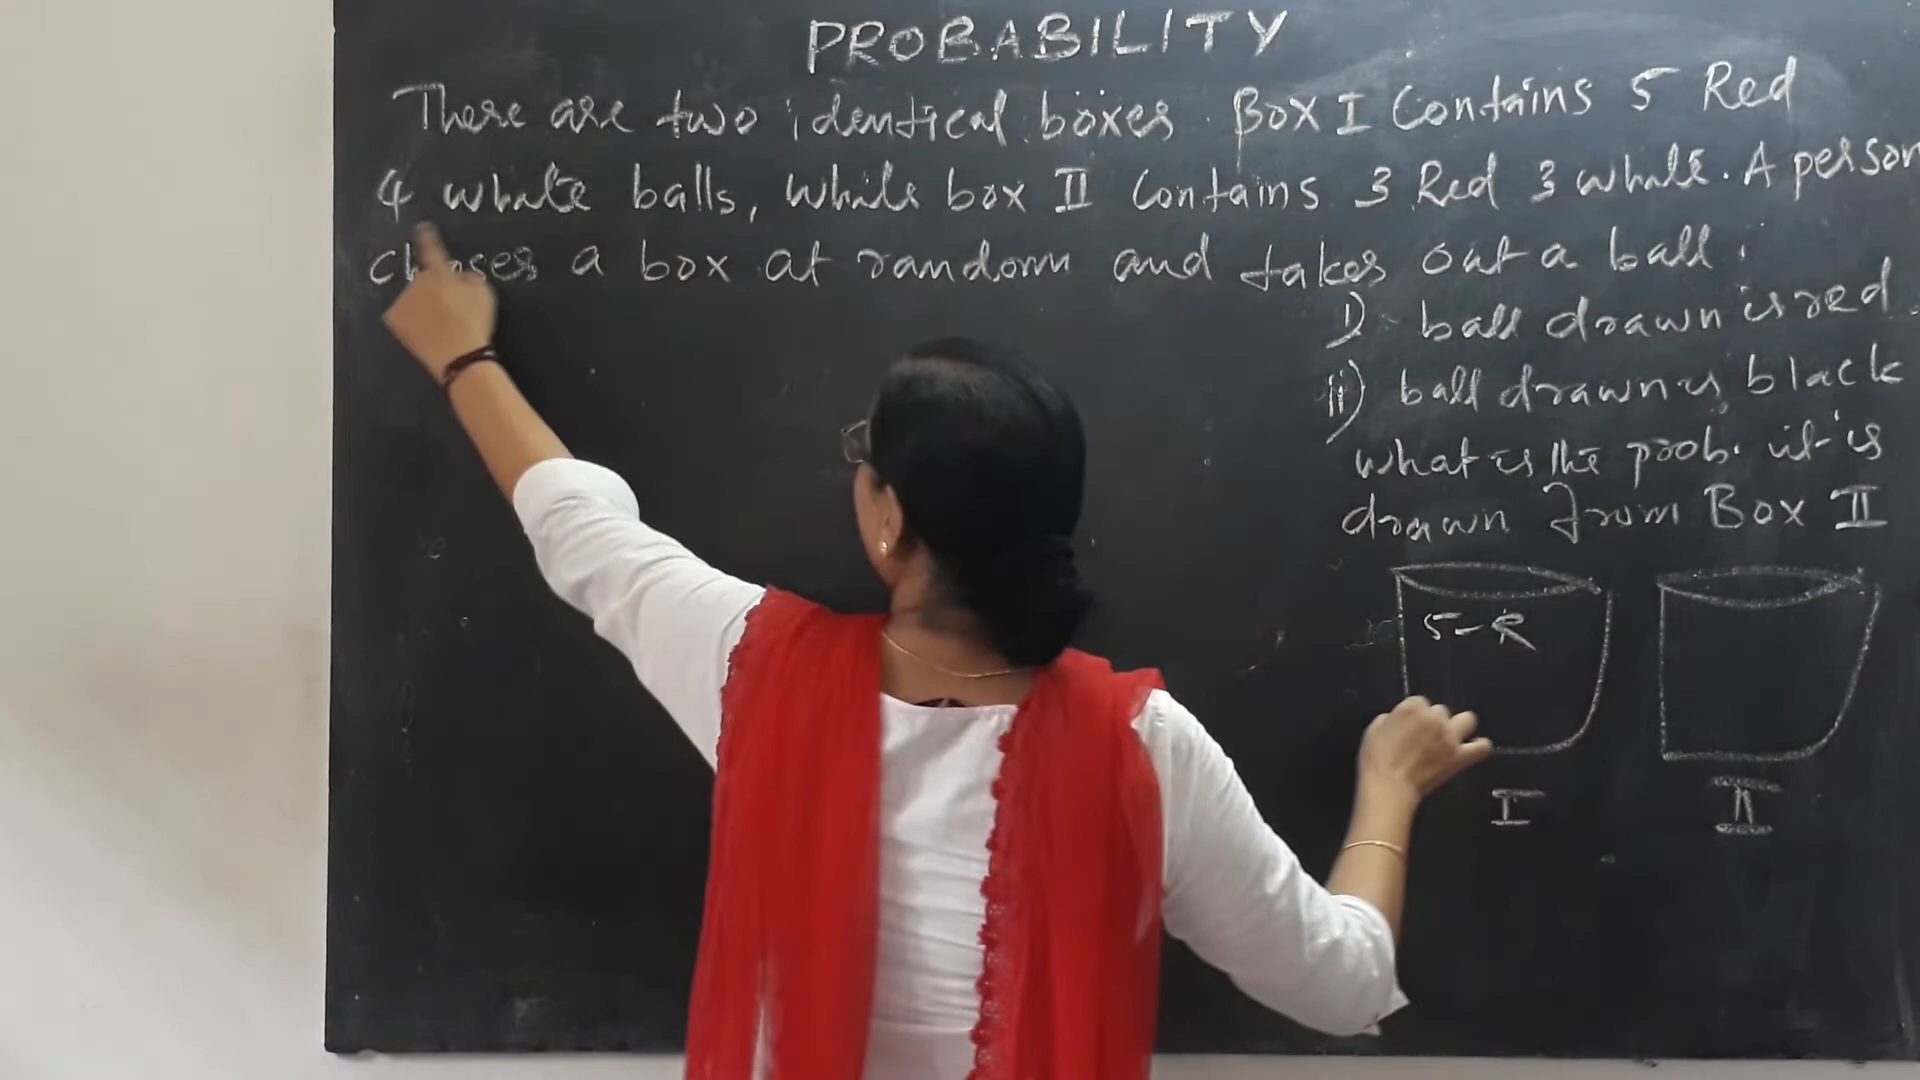 PROBABILITY
There are two identical boxes. Box I Contains 5 Red
4 white balls, while box II Contains 3 Red 3 white. A person
chooses a box at random and takes out a ball.
i) ball drawn is red.
ii) ball drawn is black
what is the prob. it is
drawn from Box II
5-R
I II